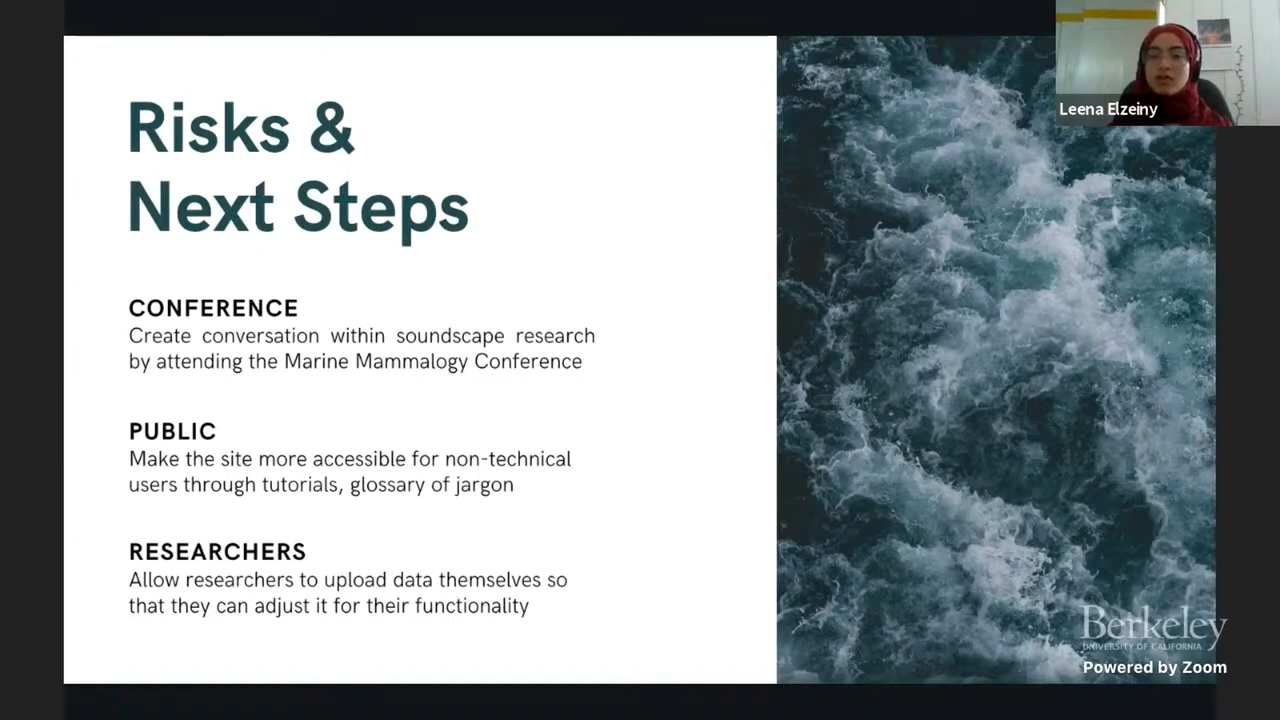 Risks &
Next Steps
CONFERENCE
Create conversation within soundscape research
by attending the Marine Mammalogy Conference
PUBLIC
Make the site more accessible for non-technical
users through tutorials, glossary of jargon
RESEARCHERS
Allow researchers to upload data themselves so
that they can adjust it for their functionality
Leena Elzeiny
Berkeley
UNIVERSITY OF CALIFORNIA
Powered by Zoom